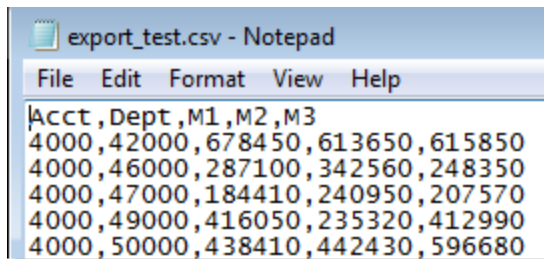 export_test.csv - Notepad
File Edit Format View Help
Acct,Dept,M1,M2,M3
4000,42000,678450,613650,615850
4000,46000,287100,342560,248350
4000,47000,184410,240950,207570
4000,49000,416050,235320,412990
4000,50000,438410,442430,596680